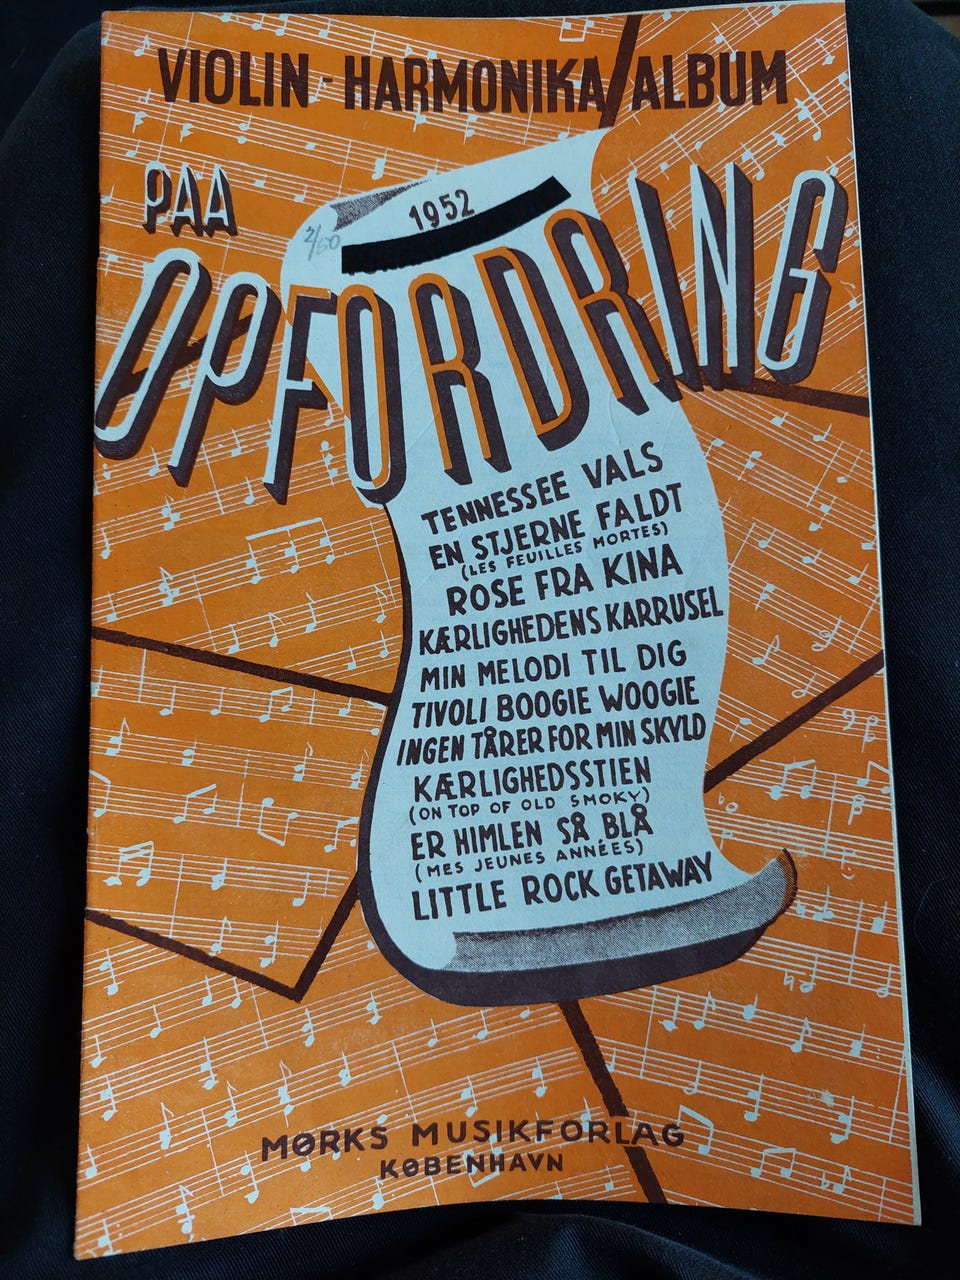 VIOLIN - HARMONIKA ALBUM
PAA
1952
2/50
OPFORDRING
TENNESSEE VALS
EN STJERNE FALDT
(LES FEUILLES MORTES)
ROSE FRA KINA
KÆRLIGHEDENS KARRUSEL
MIN MELODI TIL DIG
TIVOLI BOOGIE WOOGIE
INGEN TÅRER FOR MIN SKYLD
KÆRLIGHEDSSTIEN
(ON TOP OF OLD SMOKY)
ER HIMLEN SÅ BLÅ
(MES JEUNES ANNÉES)
LITTLE ROCK GETAWAY
MØRKS MUSIKFORLAG
KØBENHAVN